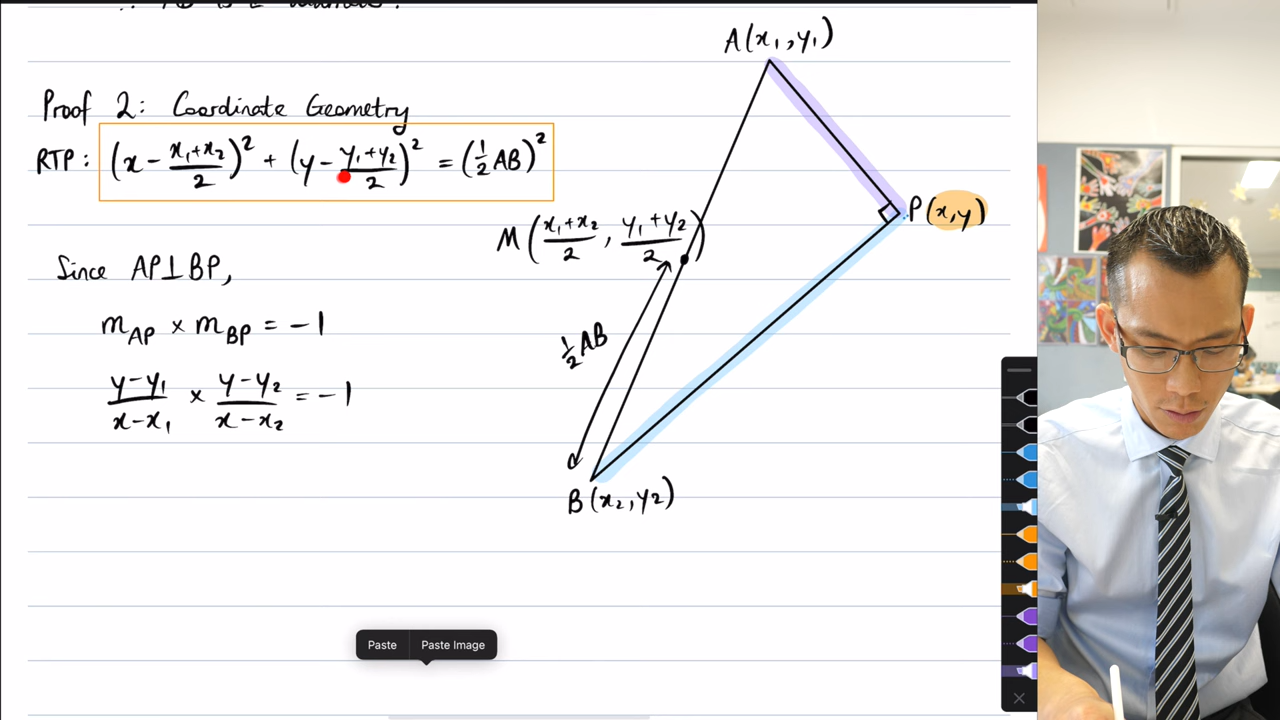 Proof 2: Coordinate Geometry
RTP: (x - (x₁+x₂)/2)² + (y - (y₁+y₂)/2)² = (½AB)²
Since AP⊥BP,
m_AP × m_BP = -1
(y-y₁)/(x-x₁) × (y-y₂)/(x-x₂) = -1
A(x₁,y₁)
P(x,y)
M((x₁+x₂)/2, (y₁+y₂)/2)
½AB
B(x₂,y₂)
Paste Paste Image